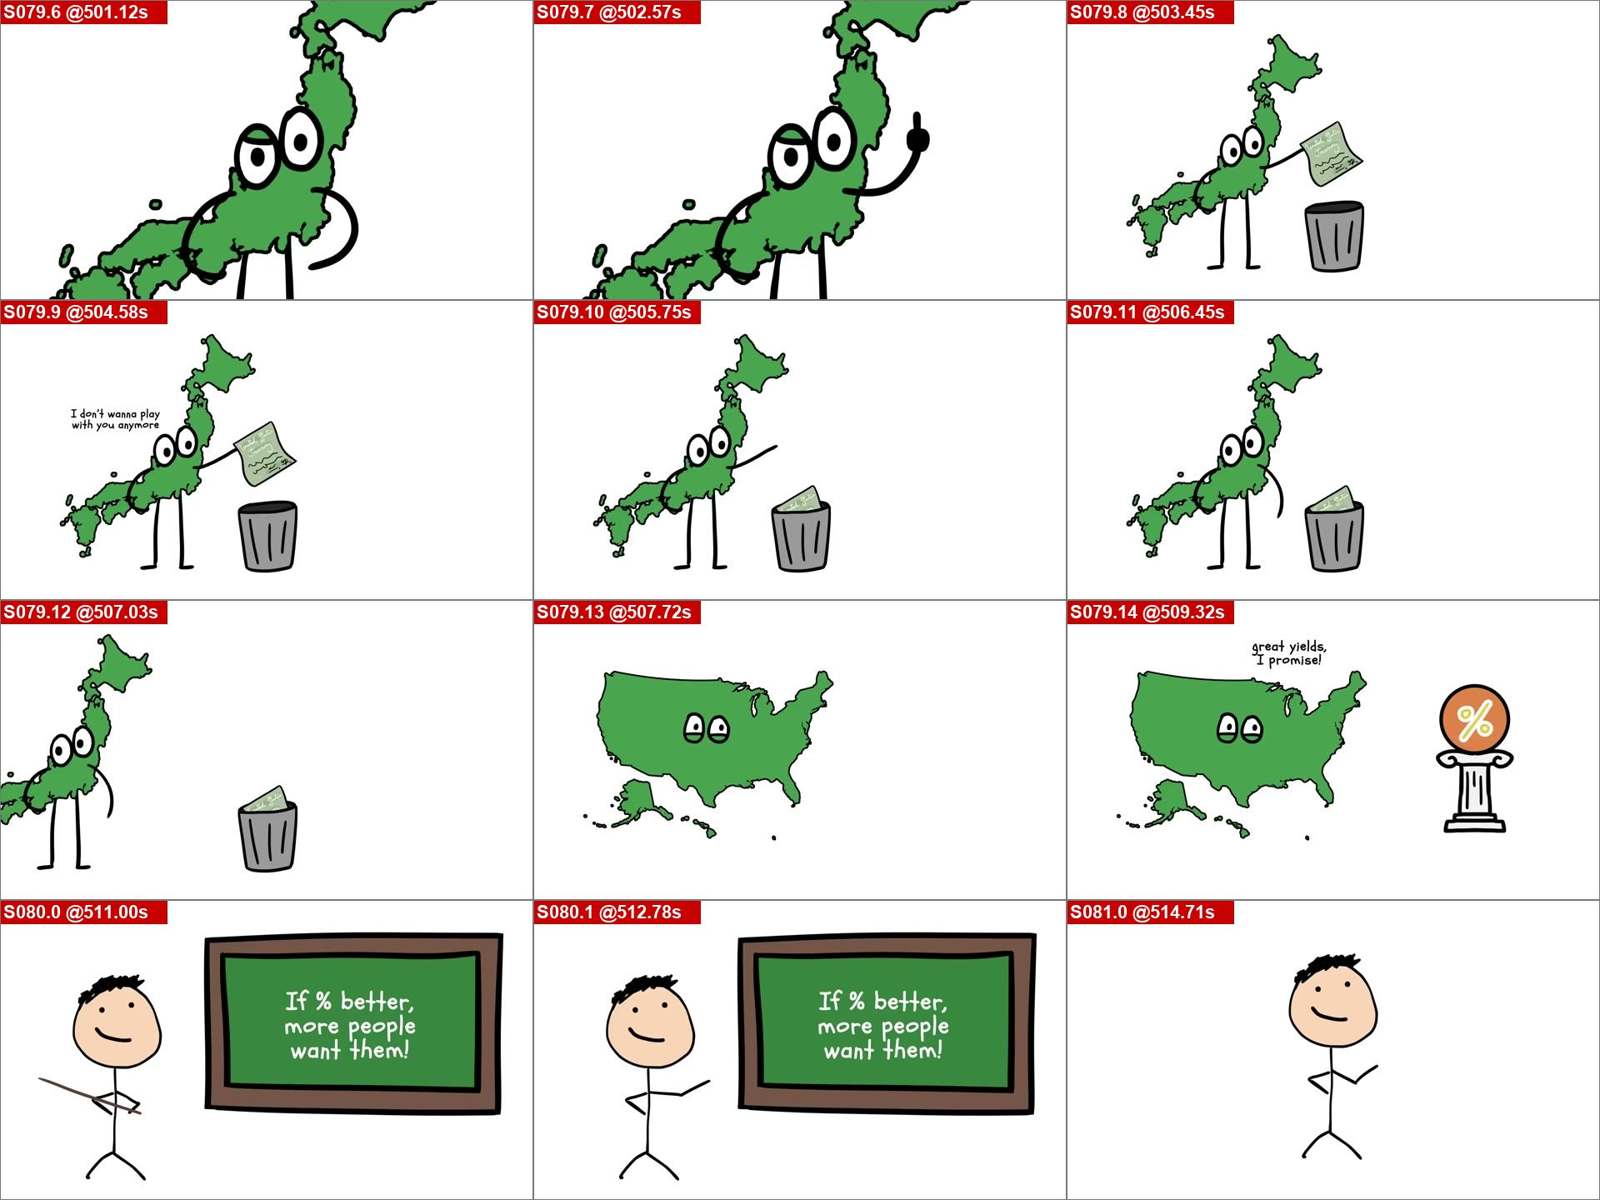 S079.6 @501.12s
S079.7 @502.57s
S079.8 @503.45s
S079.9 @504.58s
I don't wanna play
with you anymore
S079.10 @505.75s
S079.11 @506.45s
S079.12 @507.03s
S079.13 @507.72s
S079.14 @509.32s
great yields,
I promise!
%
S080.0 @511.00s
If % better,
more people
want them!
S080.1 @512.78s
If % better,
more people
want them!
S081.0 @514.71s